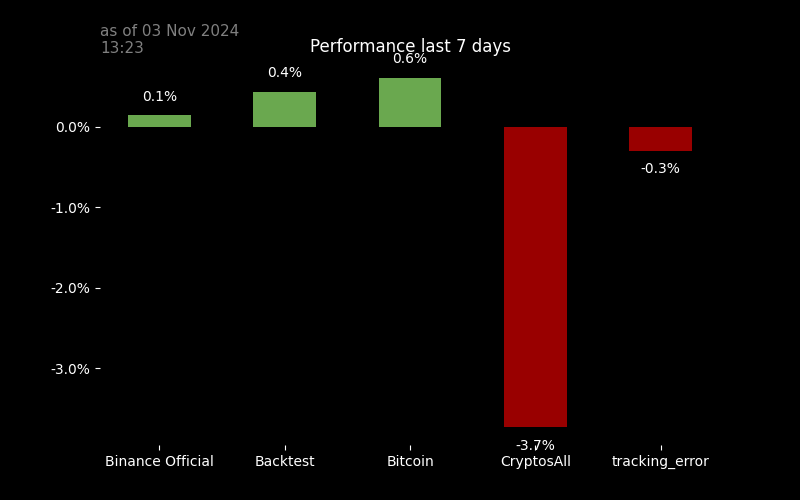 as of 03 Nov 2024
13:23
Performance last 7 days
0.1%
0.4%
0.6%
-3.7%
-0.3%
0.0%
-1.0%
-2.0%
-3.0%
Binance Official
Backtest
Bitcoin
CryptosAll
tracking_error